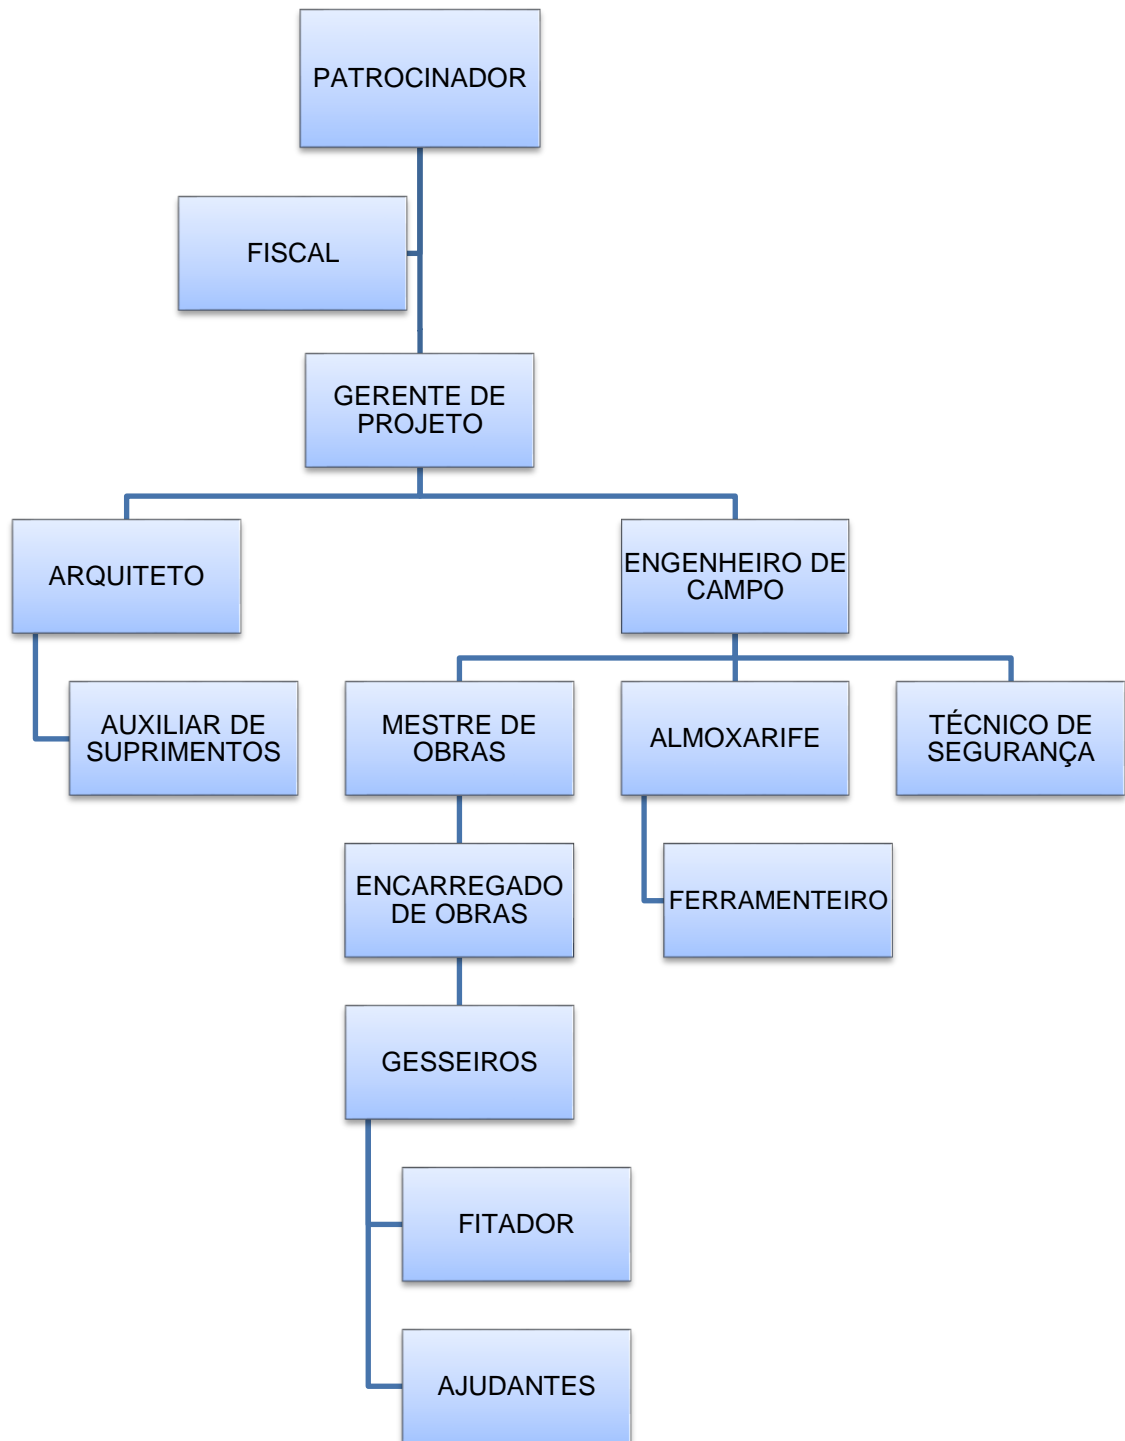 PATROCINADOR
FISCAL
GERENTE DE
PROJETO
ARQUITETO
ENGENHEIRO DE
CAMPO
AUXILIAR DE
SUPRIMENTOS
MESTRE DE
OBRAS
ALMOXARIFE
TÉCNICO DE
SEGURANÇA
ENCARREGADO
DE OBRAS
FERRAMENTEIRO
GESSEIROS
FITADOR
AJUDANTES